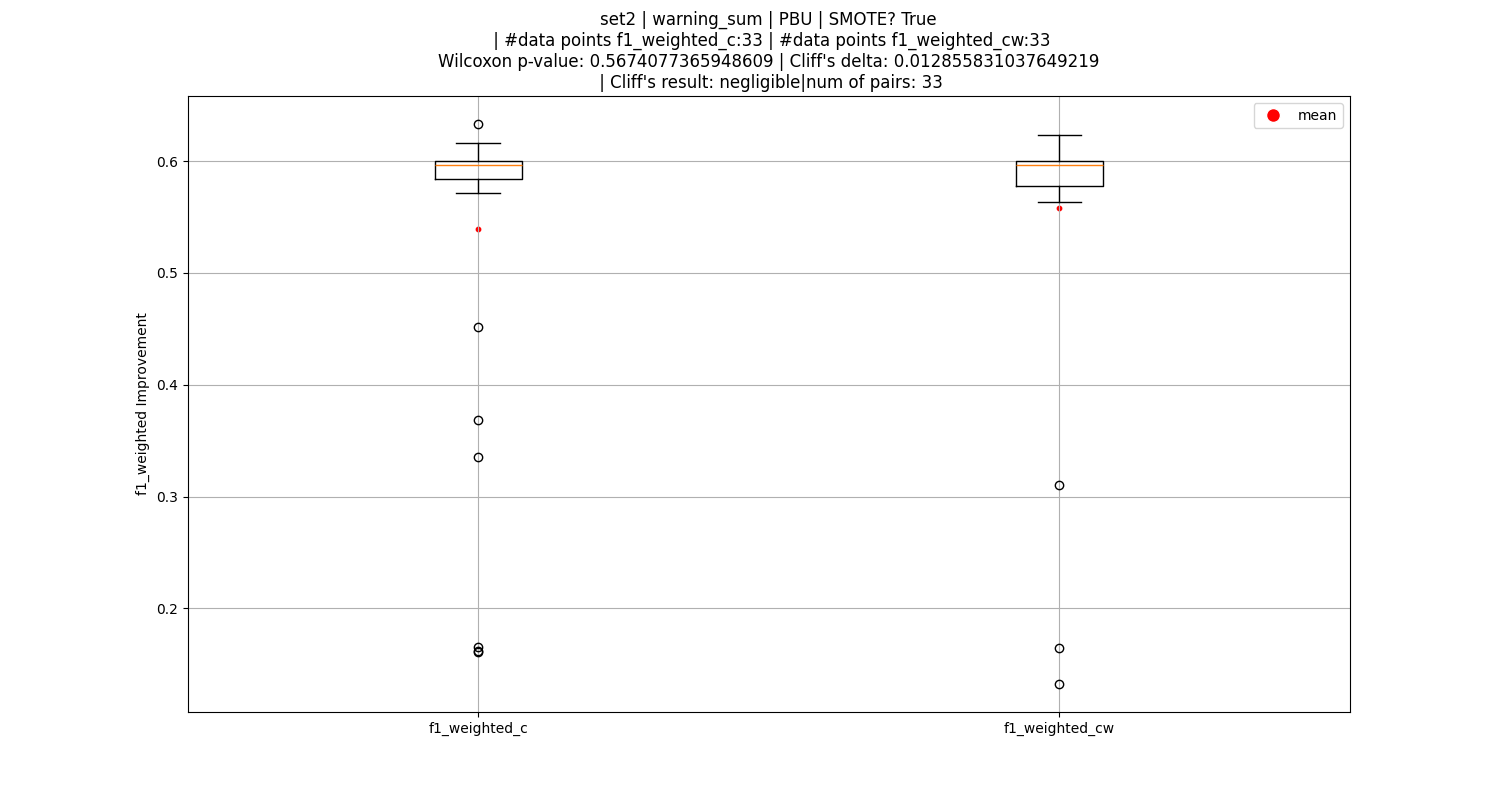 set2 | warning_sum | PBU | SMOTE? True
| #data points f1_weighted_c:33 | #data points f1_weighted_cw:33
Wilcoxon p-value: 0.5674077365948609 | Cliff's delta: 0.012855831037649219
| Cliff's result: negligible|num of pairs: 33
mean
f1_weighted Improvement
0.6
0.5
0.4
0.3
0.2
f1_weighted_c
f1_weighted_cw